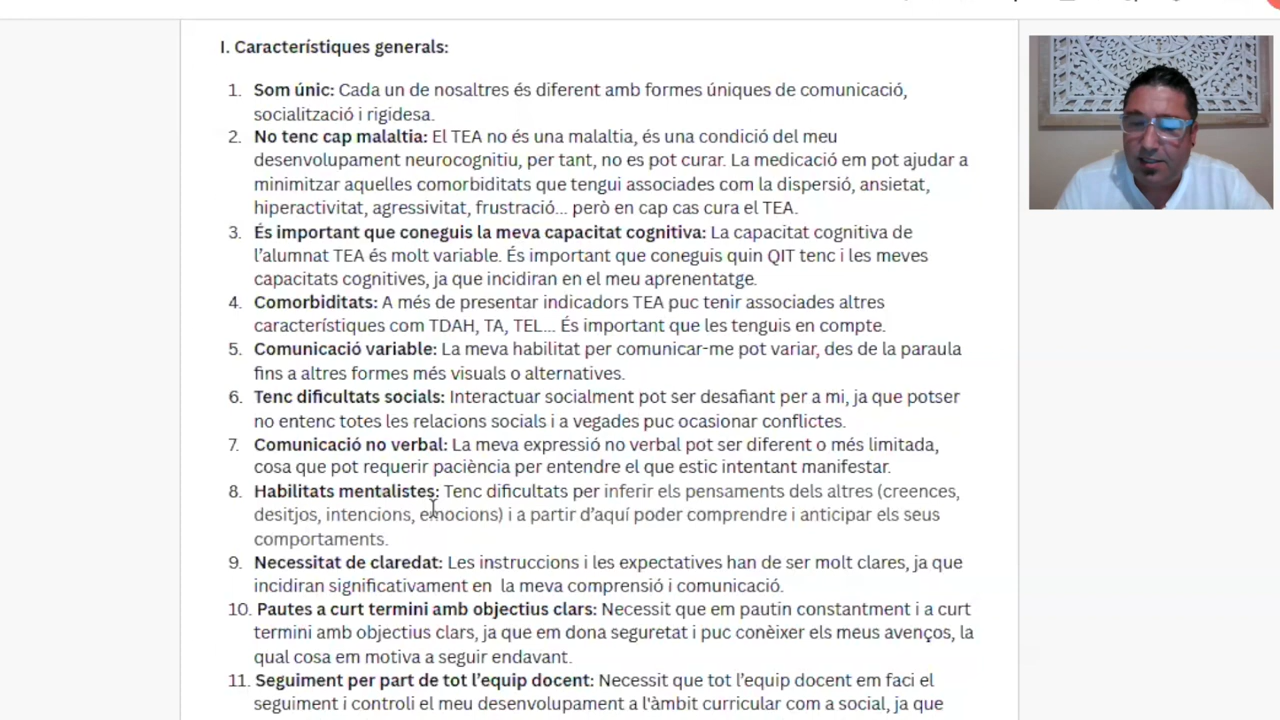 I. Característiques generals:
1. Som únic: Cada un de nosaltres és diferent amb formes úniques de comunicació,
socialització i rigidesa.
2. No tenc cap malaltia: El TEA no és una malaltia, és una condició del meu
desenvolupament neurocognitiu, per tant, no es pot curar. La medicació em pot ajudar a
minimitzar aquelles comorbiditats que tengui associades com la dispersió, ansietat,
hiperactivitat, agressivitat, frustració... però en cap cas cura el TEA.
3. És important que coneguis la meva capacitat cognitiva: La capacitat cognitiva de
l'alumnat TEA és molt variable. És important que coneguis quin QIT tenc i les meves
capacitats cognitives, ja que incidiran en el meu aprenentatge.
4. Comorbiditats: A més de presentar indicadors TEA puc tenir associades altres
característiques com TDAH, TA, TEL... És important que les tenguis en compte.
5. Comunicació variable: La meva habilitat per comunicar-me pot variar, des de la paraula
fins a altres formes més visuals o alternatives.
6. Tenc dificultats socials: Interactuar socialment pot ser desafiant per a mi, ja que potser
no entenc totes les relacions socials i a vegades puc ocasionar conflictes.
7. Comunicació no verbal: La meva expressió no verbal pot ser diferent o més limitada,
cosa que pot requerir paciència per entendre el que estic intentant manifestar.
8. Habilitats mentalistes: Tenc dificultats per inferir els pensaments dels altres (creences,
desitjos, intencions, emocions) i a partir d'aquí poder comprendre i anticipar els seus
comportaments.
9. Necessitat de claredat: Les instruccions i les expectatives han de ser molt clares, ja que
incidiran significativament en la meva comprensió i comunicació.
10. Pautes a curt termini amb objectius clars: Necessit que em pautin constantment i a curt
termini amb objectius clars, ja que em dona seguretat i puc conèixer els meus avenços, la
qual cosa em motiva a seguir endavant.
11. Seguiment per part de tot l'equip docent: Necessit que tot l'equip docent em faci el
seguiment i controli el meu desenvolupament a l'àmbit curricular com a social, ja que